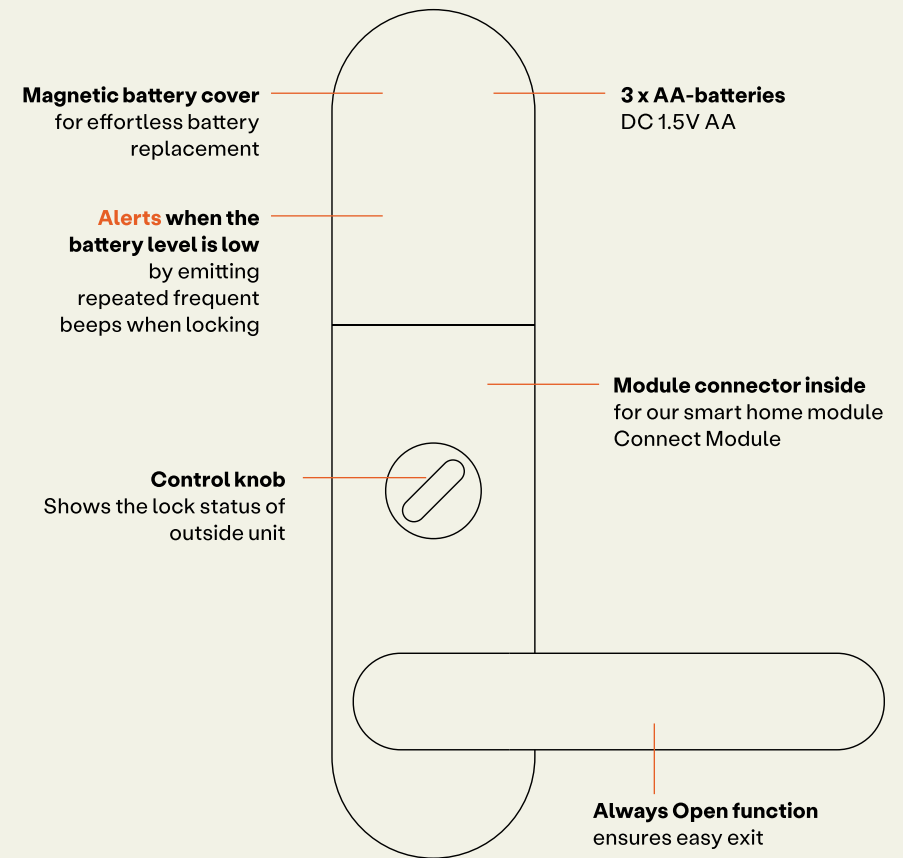 Magnetic battery cover
for effortless battery
replacement
3 x AA-batteries
DC 1.5V AA
Alerts when the
battery level is low
by emitting
repeated frequent
beeps when locking
Module connector inside
for our smart home module
Connect Module
Control knob
Shows the lock status of
outside unit
Always Open function
ensures easy exit